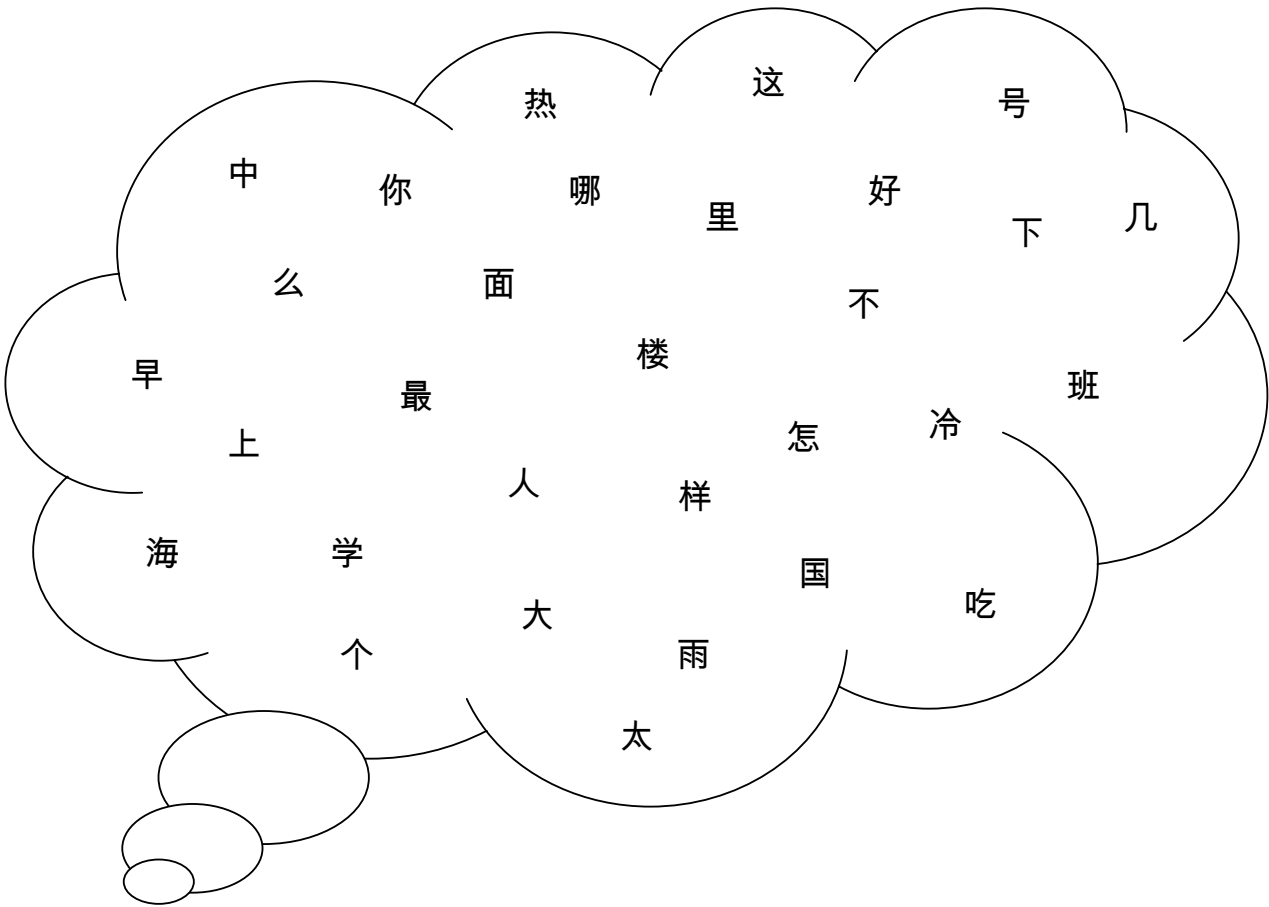 这
热
号
中
你
哪
里
好
下
几
么
面
不
楼
早
最
班
上
怎
冷
人
样
海
学
国
吃
大
个
雨
太